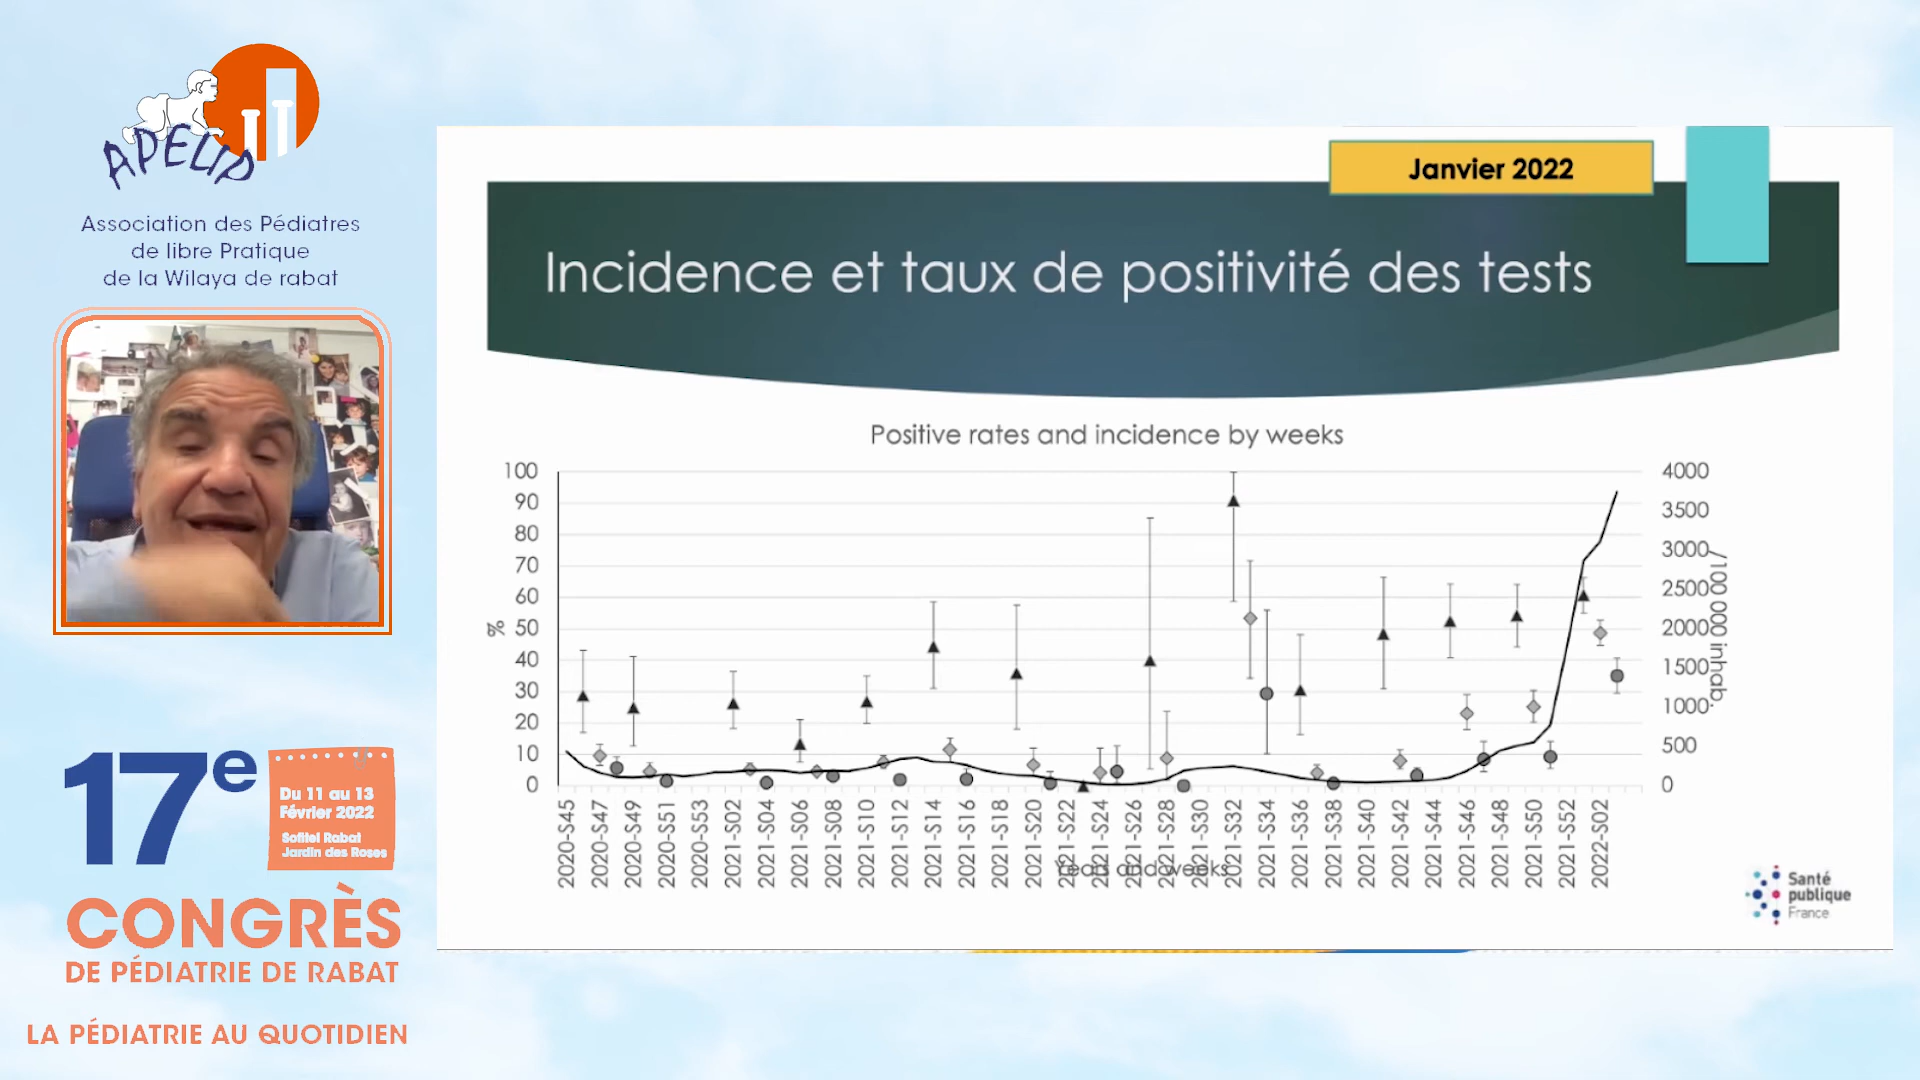 APELIP
Association des Pédiatres
de libre Pratique
de la Wilaya de rabat
17e
Du 11 au 13
Février 2022
Sofitel Rabat
Jardin des Roses
CONGRÈS
DE PÉDIATRIE DE RABAT
LA PÉDIATRIE AU QUOTIDIEN
Janvier 2022
Incidence et taux de positivité des tests
Positive rates and incidence by weeks
100
90
80
70
60
50
40
30
20
10
0
%
4000
3500
3000
2500
2000
1500
1000
500
0
/100 000 inhab.
2020-S45
2020-S47
2020-S49
2020-S51
2020-S53
2021-S02
2021-S04
2021-S06
2021-S08
2021-S10
2021-S12
2021-S14
2021-S16
2021-S18
2021-S20
2021-S22
2021-S24
2021-S26
2021-S28
2021-S30
2021-S32
2021-S34
2021-S36
2021-S38
2021-S40
2021-S42
2021-S44
2021-S46
2021-S48
2021-S50
2021-S52
2022-S02
Years and weeks
Santé
publique
France